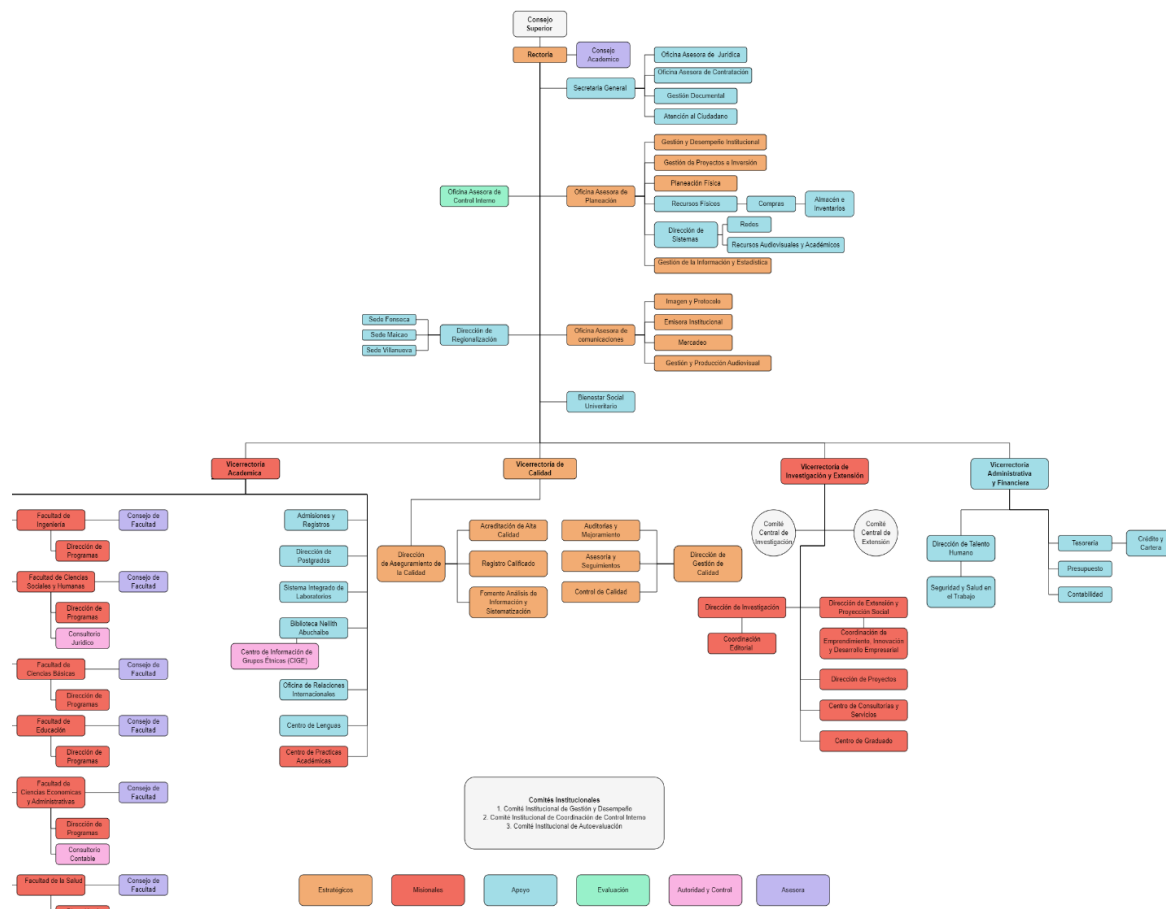 Consejo
Superior
Rectoria
Consejo
Academico
Secretaria General
Oficina Asesora de Juridica
Oficina Asesora de Contratación
Gestión Documental
Atención al Ciudadano
Oficina Asesora de
Control Interno
Oficina Asesora de
Planeación
Gestión y Desempeño Institucional
Gestión de Proyectos e Inversión
Planeación Física
Recursos Físicos
Compras
Almacén e
Inventarios
Dirección de
Sistemas
Redes
Recursos Audiovisuales y Académicos
Gestión de la Información y Estadística
Sede Fonseca
Sede Maicao
Sede Villanueva
Dirección de
Regionalización
Oficina Asesora de
comunicaciones
Imagen y Protocolo
Emisora Institucional
Mercadeo
Gestión y Producción Audiovisual
Bienestar Social
Univeritario
Vicerrectoría
Academica
Vicerrectoría de
Calidad
Vicerrectoría de
Investigación y Extensión
Vicerrectoría
Administrativa
y Financiera
Facultad de
Ingeniería
Consejo de
Facultad
Dirección de
Programas
Facultad de Ciencias
Sociales y Humanas
Consejo de
Facultad
Dirección de
Programas
Consultorio
Jurídico
Facultad de
Ciencias Básicas
Consejo de
Facultad
Dirección de
Programas
Facultad de
Educación
Consejo de
Facultad
Dirección de
Programas
Facultad de
Ciencias Economicas
y Administrativas
Consejo de
Facultad
Dirección de
Programas
Consultorio
Contable
Facultad de la Salud
Consejo de
Facultad
Admisiones y
Registros
Dirección de
Postgrados
Sistema Integrado de
Laboratorios
Biblioteca Nellith
Abuchaibe
Centro de Información de
Grupos Étnicos (CIGE)
Oficina de Relaciones
Internacionales
Centro de Lenguas
Centro de Prácticas
Académicas
Dirección
de Aseguramiento de
la Calidad
Acreditación de Alta
Calidad
Registro Calificado
Fomento Análisis de
Información y
Sistematización
Auditorías y
Mejoramiento
Asesoría y
Seguimientos
Control de Calidad
Dirección de
Gestión de
Calidad
Comité
Central de
Investigación
Comité
Central de
Extensión
Dirección de Investigación
Coordinación
Editorial
Dirección de Extensión y
Proyección Social
Coordinación de
Emprendimiento, Innovación
y Desarrollo Empresarial
Dirección de Proyectos
Centro de Consultorías y
Servicios
Centro de Graduado
Dirección de Talento
Humano
Seguridad y Salud en
el Trabajo
Tesorería
Crédito y
Cartera
Presupuesto
Contabilidad
Comités Institucionales
1. Comité Institucional de Gestión y Desempeño
2. Comité Institucional de Coordinación de Control Interno
3. Comité Institucional de Autoevaluación
Estratégicos
Misionales
Apoyo
Evaluación
Autoridad y Control
Asesora